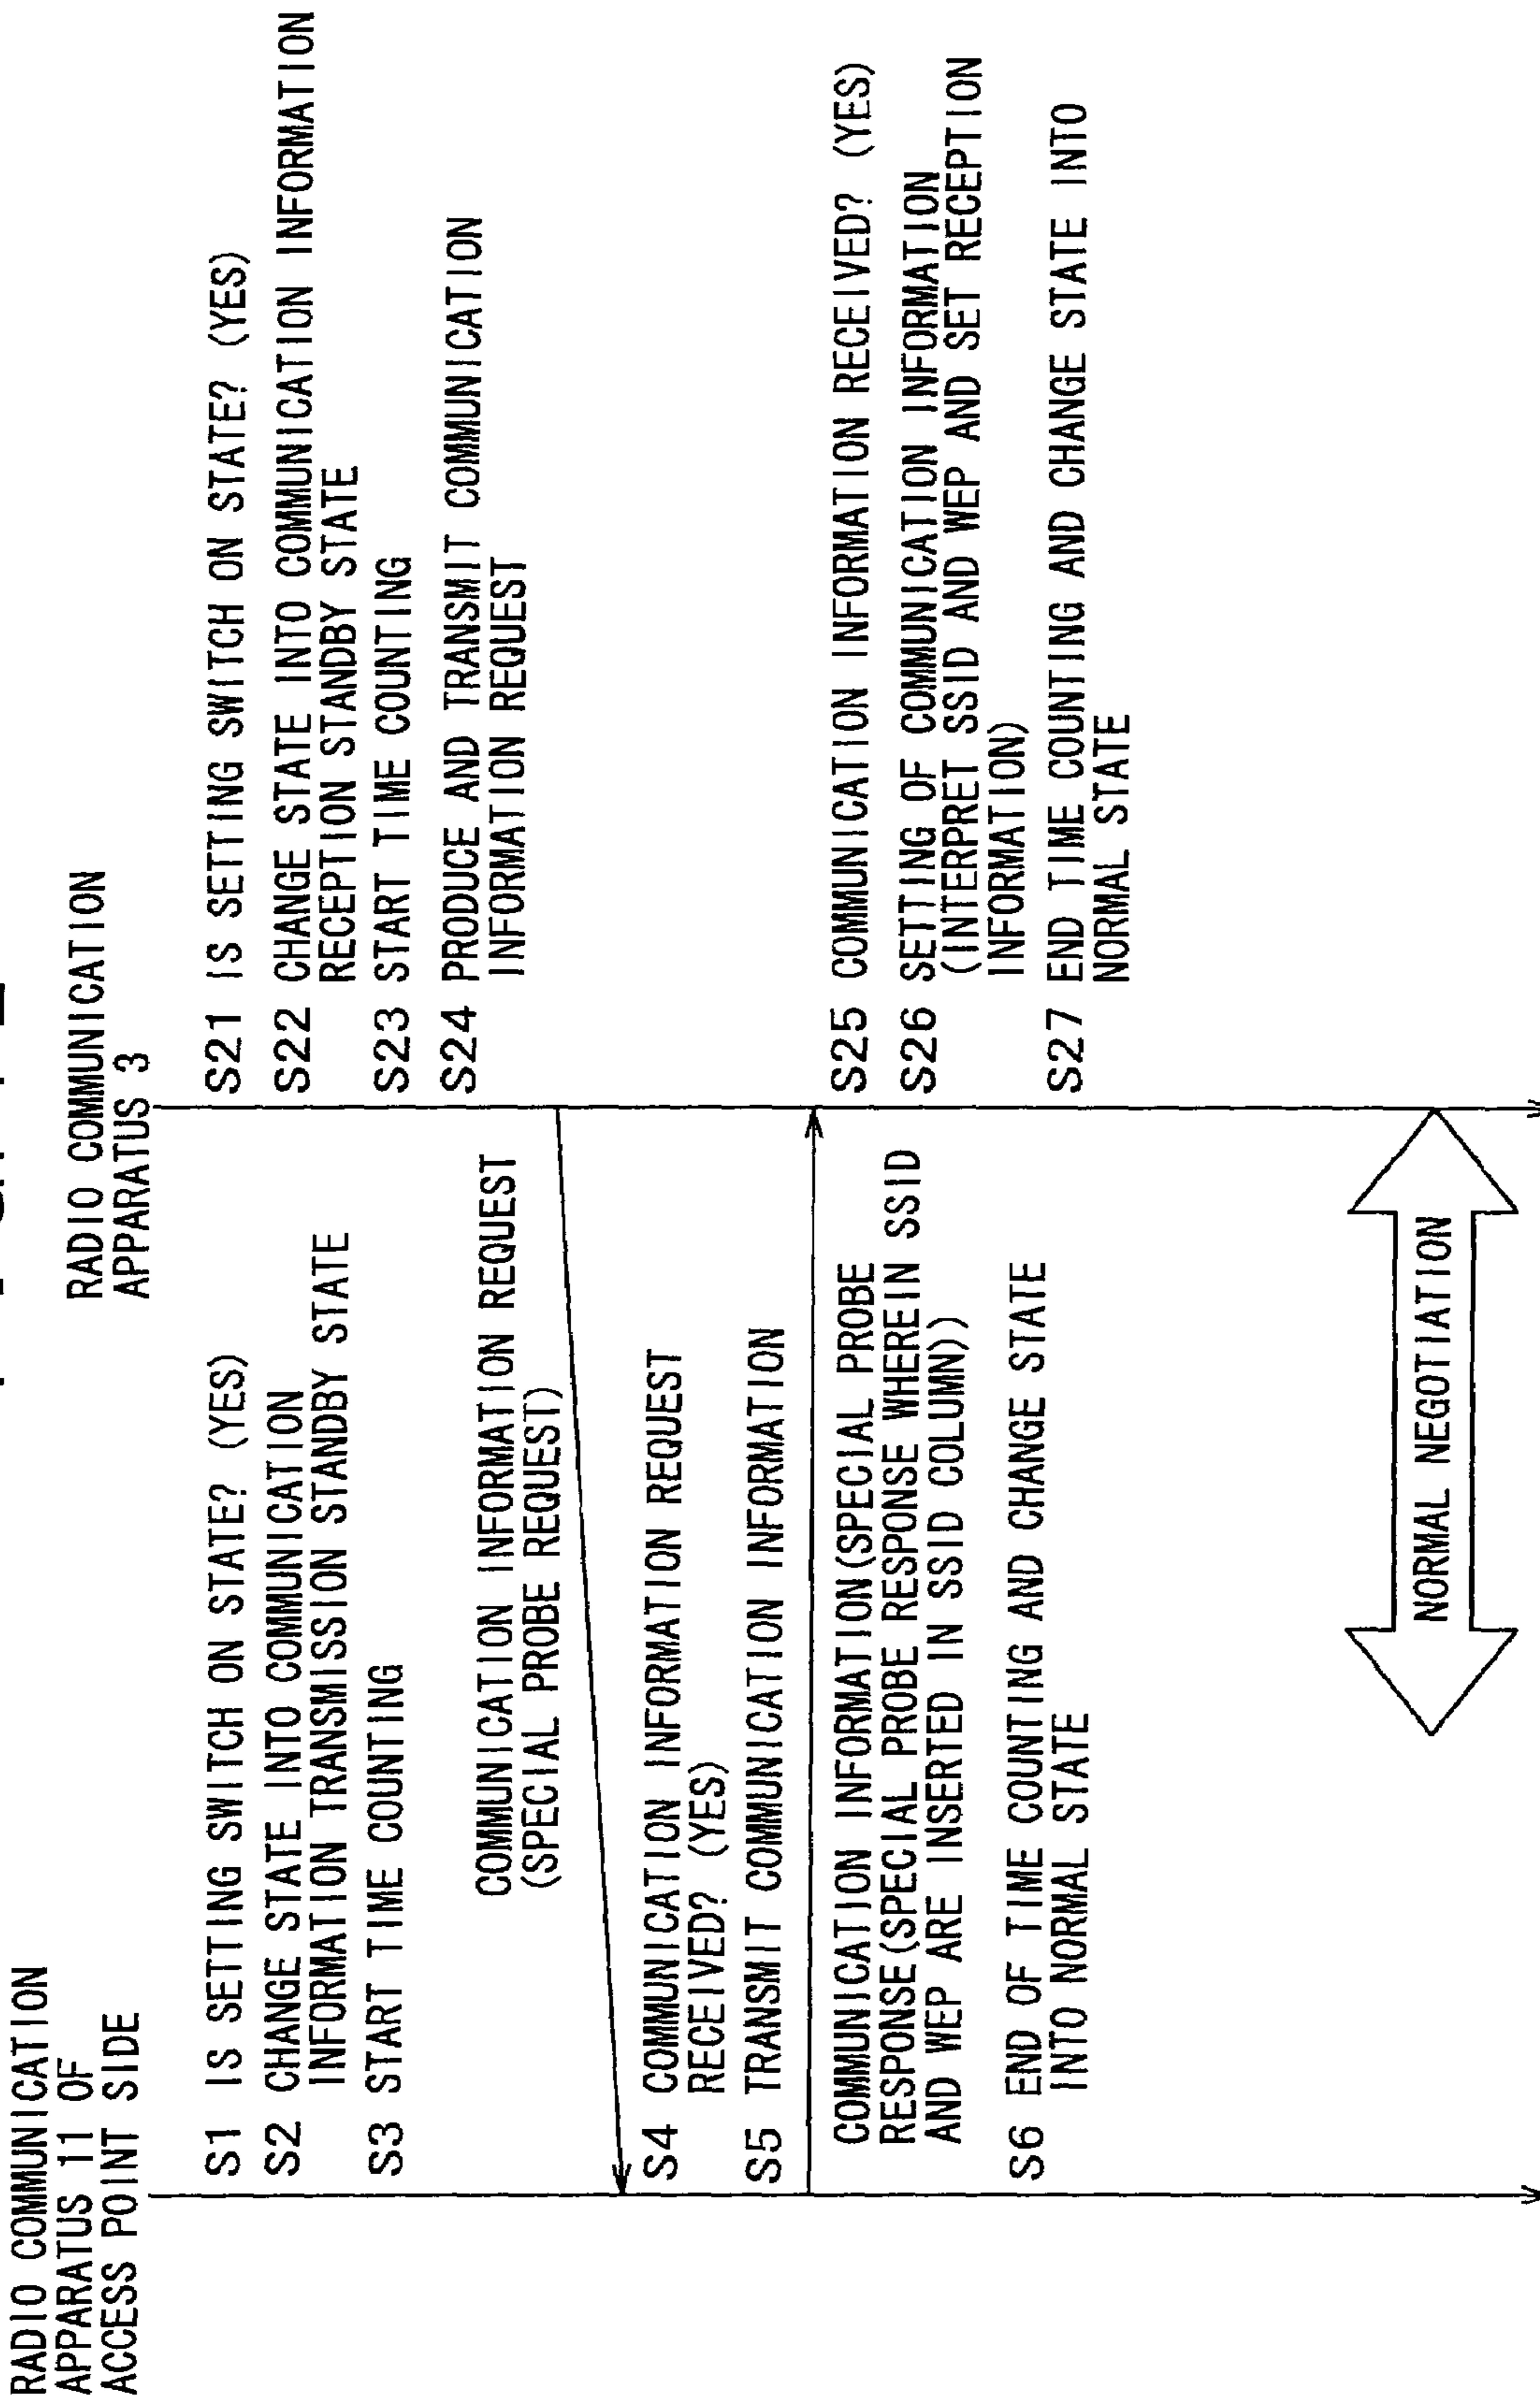 RADIO COMMUNICATION
APPARATUS 11 OF
ACCESS POINT SIDE
S1 IS SETTING SWITCH ON STATE? (YES)
S2 CHANGE STATE INTO COMMUNICATION
INFORMATION TRANSMISSION STANDBY STATE
S3 START TIME COUNTING
COMMUNICATION INFORMATION REQUEST
(SPECIAL PROBE REQUEST)
S4 COMMUNICATION INFORMATION REQUEST
RECEIVED? (YES)
S5 TRANSMIT COMMUNICATION INFORMATION
COMMUNICATION INFORMATION(SPECIAL PROBE
RESPONSE(SPECIAL PROBE RESPONSE WHEREIN SSID
AND WEP ARE INSERTED IN SSID COLUMN))
S6 END OF TIME COUNTING AND CHANGE STATE
INTO NORMAL STATE
RADIO COMMUNICATION
APPARATUS 3
S21 IS SETTING SWITCH ON STATE? (YES)
S22 CHANGE STATE INTO COMMUNICATION INFORMATION
RECEPTION STANDBY STATE
S23 START TIME COUNTING
S24 PRODUCE AND TRANSMIT COMMUNICATION
INFORMATION REQUEST
S25 COMMUNICATION INFORMATION RECEIVED? (YES)
S26 SETTING OF COMMUNICATION INFORMATION
(INTERPRET SSID AND WEP AND SET RECEPTION
INFORMATION)
S27 END TIME COUNTING AND CHANGE STATE INTO
NORMAL STATE
NORMAL NEGOTIATION